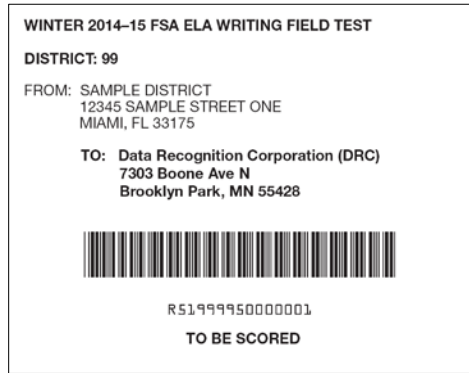 WINTER 2014–15 FSA ELA WRITING FIELD TEST
DISTRICT: 99
FROM: SAMPLE DISTRICT
12345 SAMPLE STREET ONE
MIAMI, FL 33175
TO: Data Recognition Corporation (DRC)
7303 Boone Ave N
Brooklyn Park, MN 55428
R51999950000001
TO BE SCORED